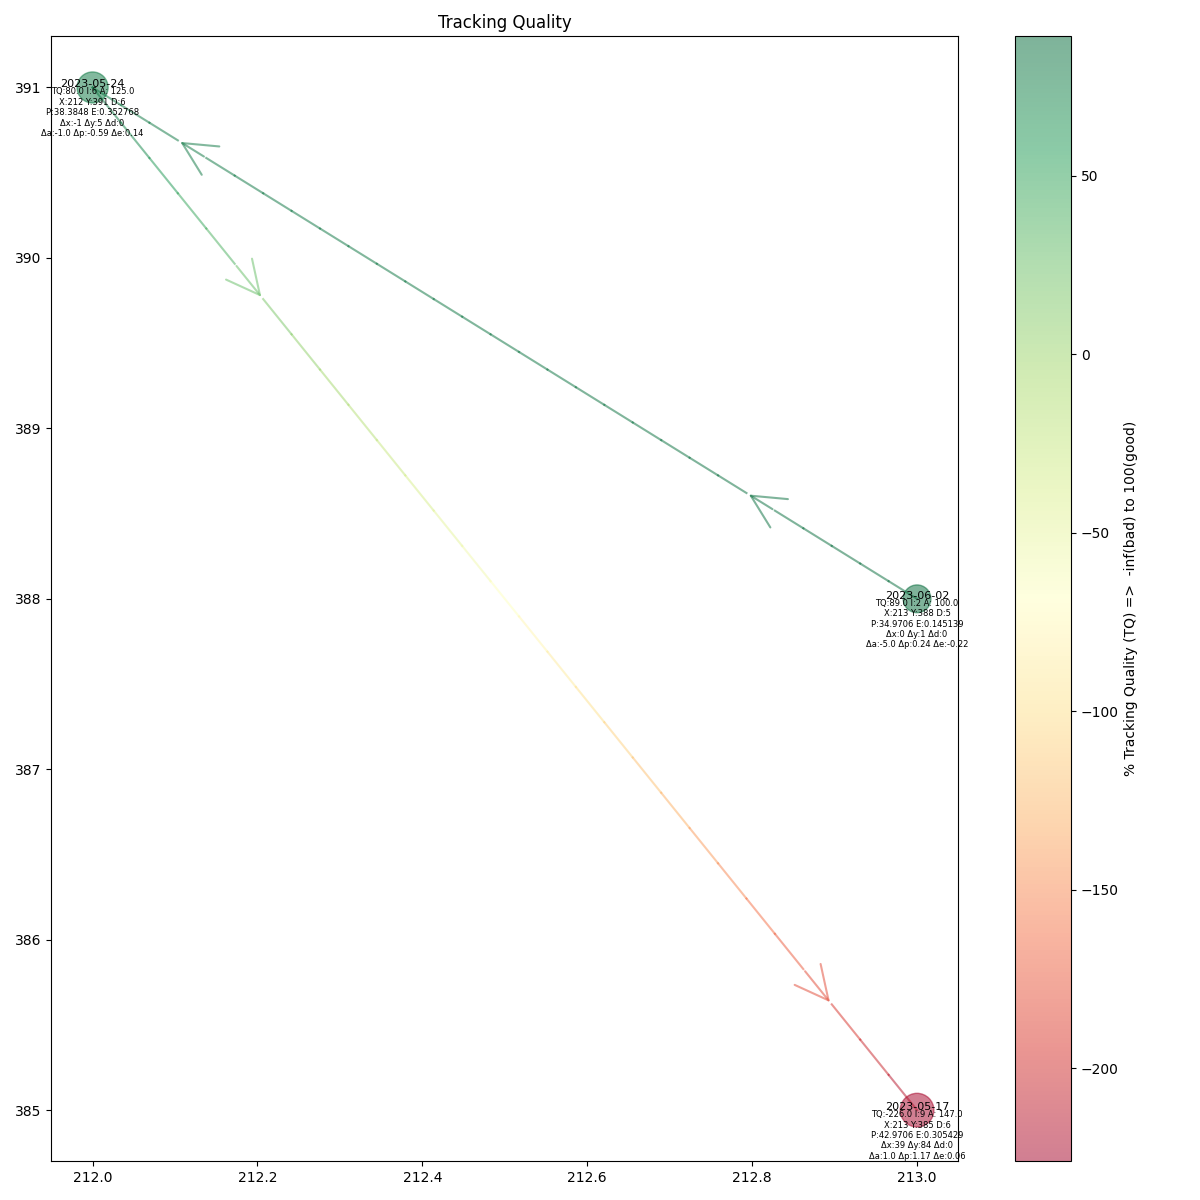 Tracking Quality
391
390
389
388
387
386
385
212.0
212.2
212.4
212.6
212.8
213.0
2023-05-24
TQ:80.0 I:6 A: 125.0
X:212 Y:391 D:6
P:38.3848 E:0.352768
Δx:-1 Δy:5 Δd:0
Δa:-1.0 Δp:-0.59 Δe:0.14
2023-06-02
TQ:89.0 I:2 A: 100.0
X:213 Y:388 D:5
P:34.9706 E:0.145139
Δx:0 Δy:1 Δd:0
Δa:-5.0 Δp:0.24 Δe:-0.22
2023-05-17
TQ:-226.0 I:9 A: 147.0
X:213 Y:385 D:6
P:42.9706 E:0.305429
Δx:39 Δy:84 Δd:0
Δa:1.0 Δp:1.17 Δe:0.06
50
0
−50
−100
−150
−200
% Tracking Quality (TQ) => -inf(bad) to 100(good)